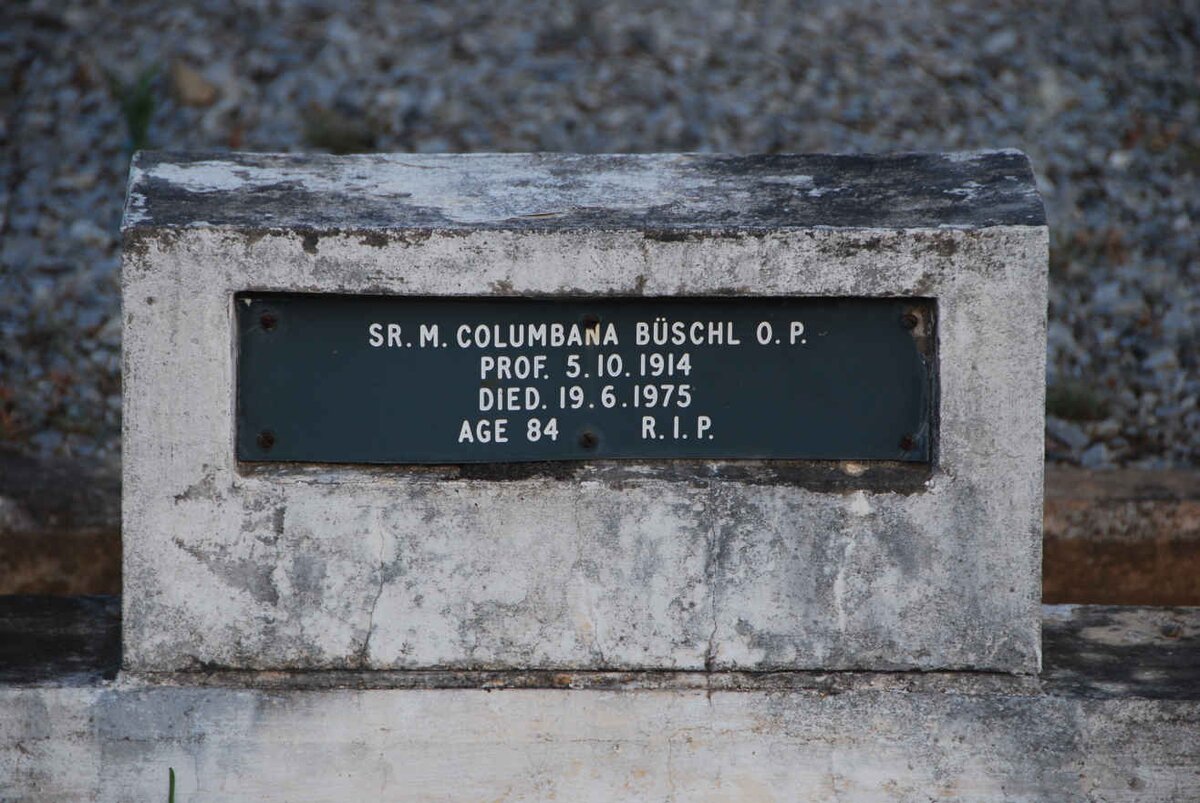 SR. M. COLUMBANA BÜSCHL O. P.
PROF. 5. 10. 1914
DIED. 19. 6. 1975
AGE 84 R. I. P.